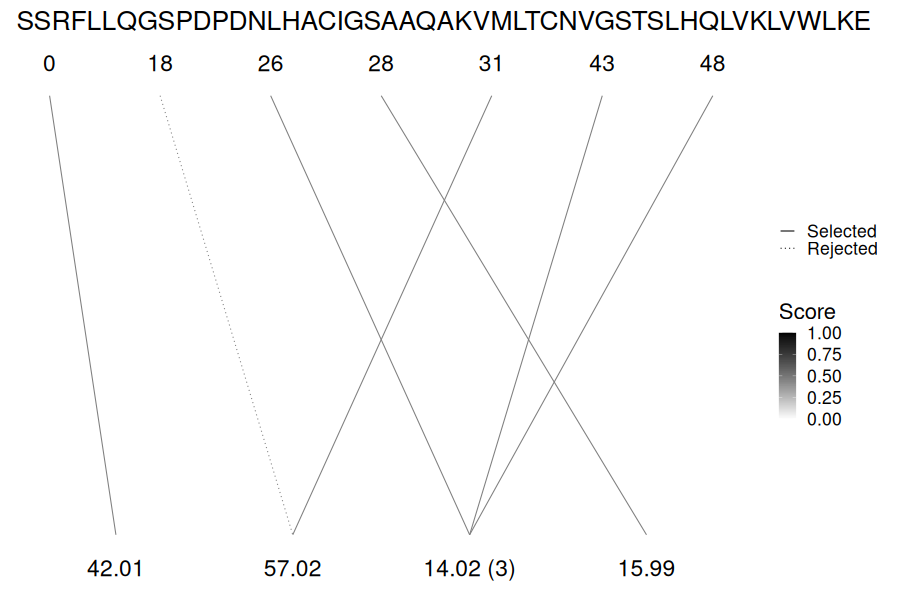 SSRFLLQGSPDPDNLHACIGSAAQAKVMLTCNVGSTSLHQLVKLVWLKE
0 18 26 28 31 43 48
Selected
Rejected
Score
1.00
0.75
0.50
0.25
0.00
42.01 57.02 14.02 (3) 15.99